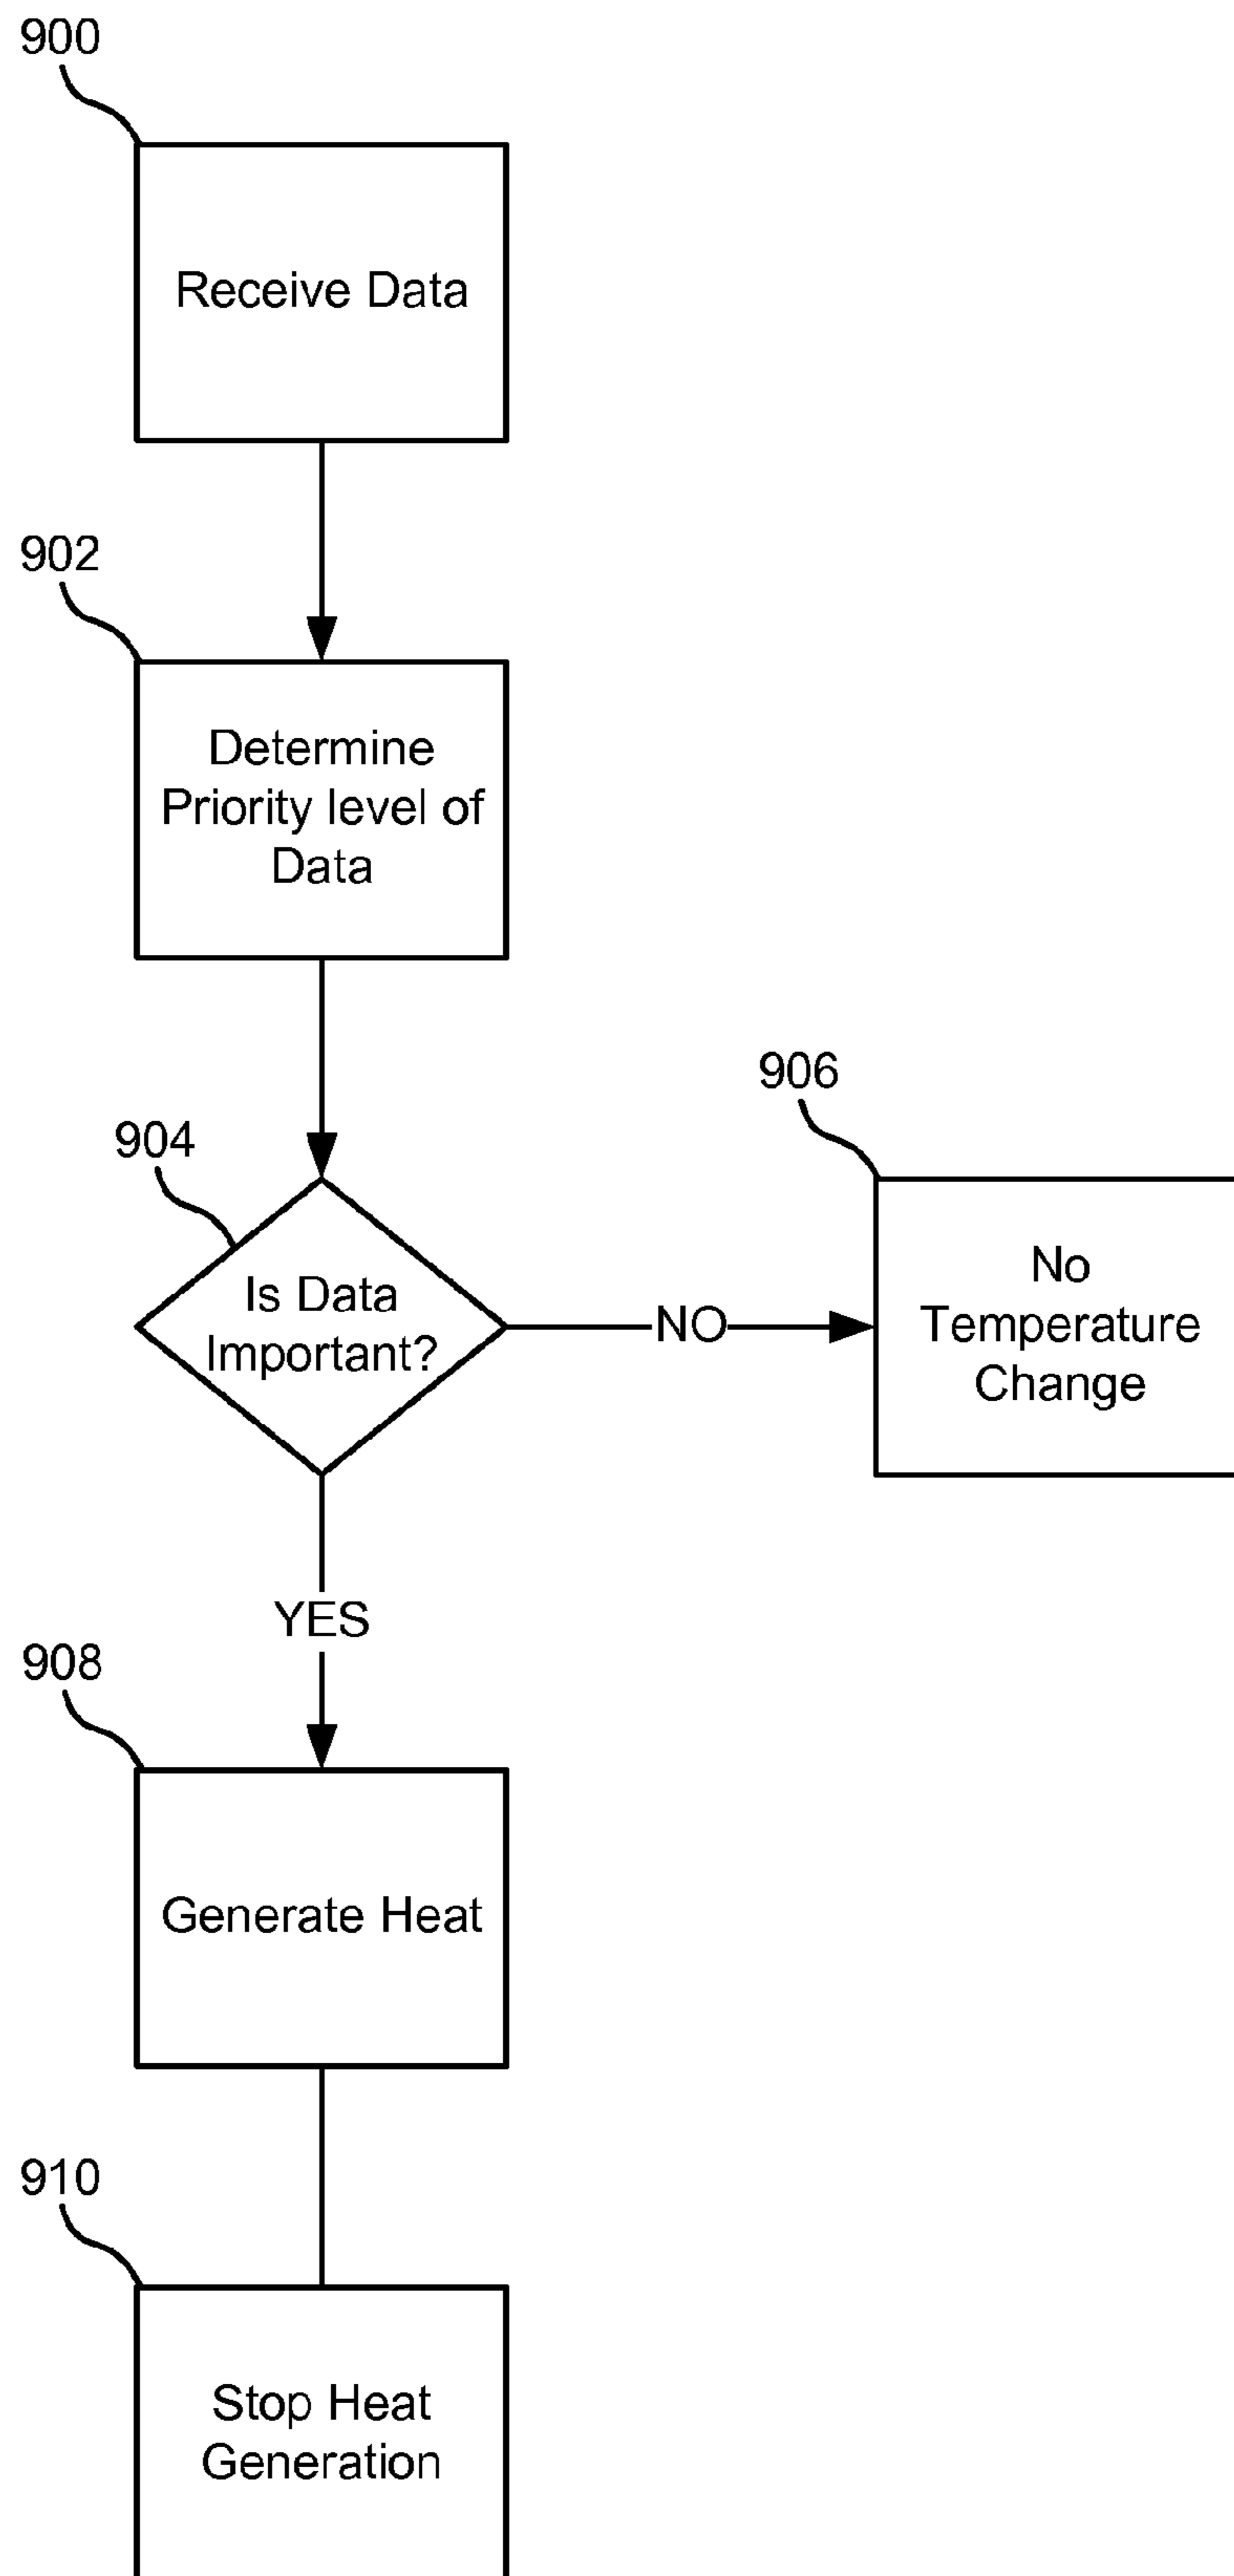 900
Receive Data
902
Determine
Priority level of
Data
904
Is Data
Important?
NO
906
No
Temperature
Change
YES
908
Generate Heat
910
Stop Heat
Generation